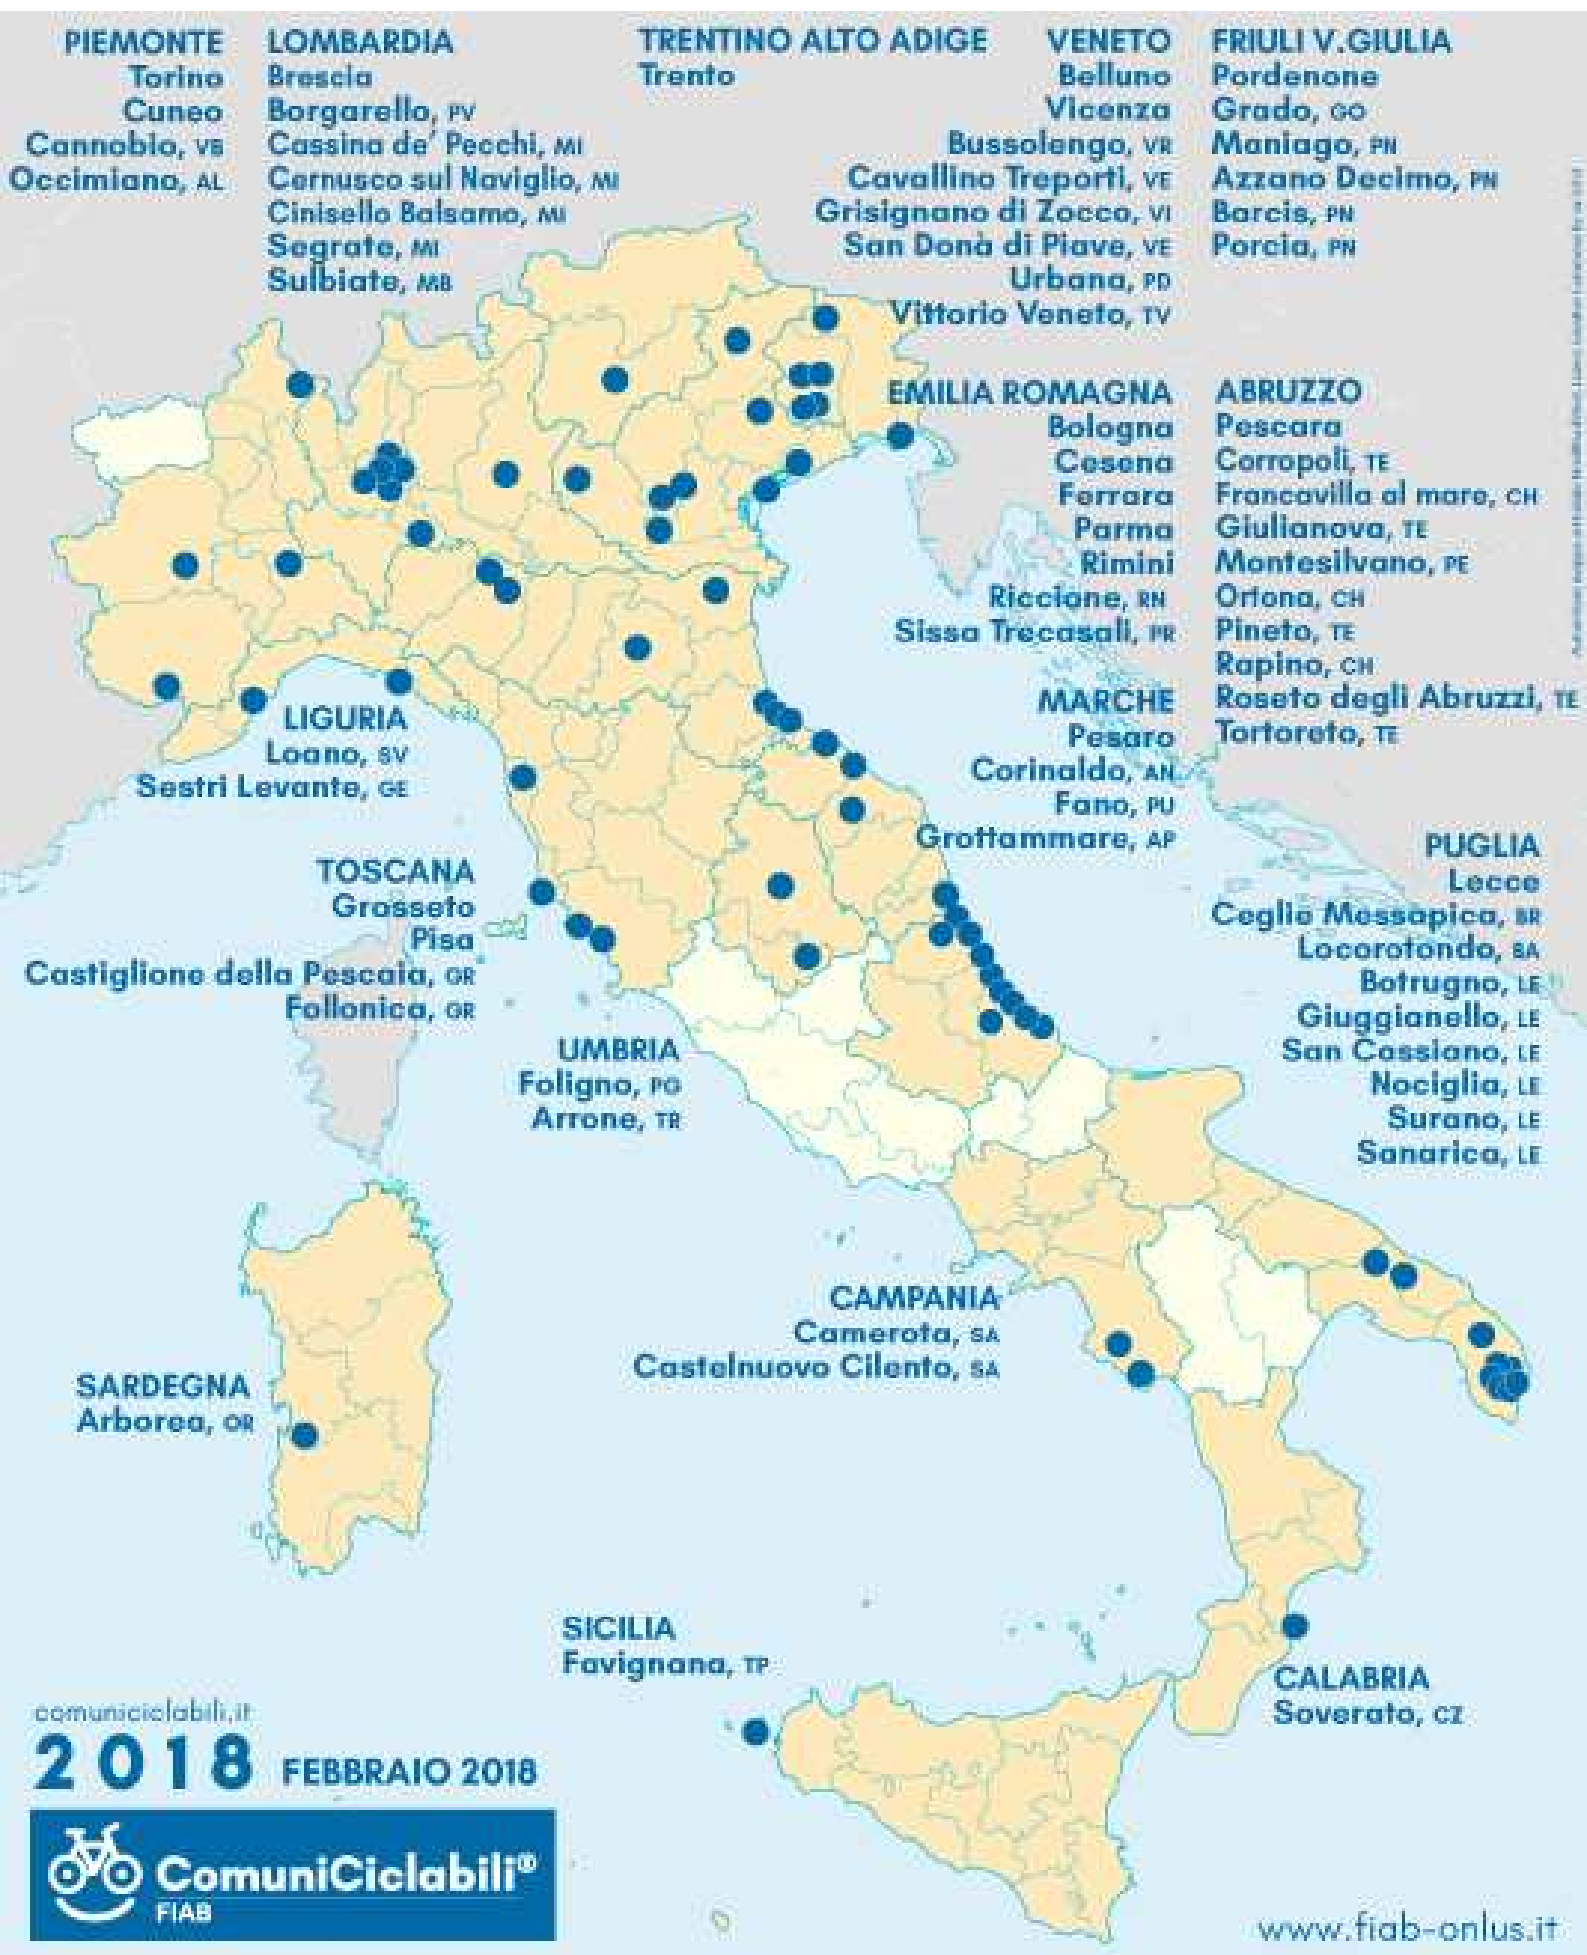 PIEMONTE
Torino
Cuneo
Cannobio, VB
Occimiano, AL
LOMBARDIA
Brescia
Borgarello, PV
Cassina de' Pecchi, MI
Cernusco sul Naviglio, MI
Cinisello Balsamo, MI
Segrate, MI
Sulbiate, MB
TRENTINO ALTO ADIGE
Trento
VENETO
Belluno
Vicenza
Bussolengo, VR
Cavallino Treporti, VE
Grisignano di Zocco, VI
San Donà di Piave, VE
Urbana, PD
Vittorio Veneto, TV
FRIULI V.GIULIA
Pordenone
Grado, GO
Maniago, PN
Azzano Decimo, PN
Barcis, PN
Porcia, PN
EMILIA ROMAGNA
Bologna
Cesena
Ferrara
Parma
Rimini
Riccione, RN
Sissa Trecasali, PR
ABRUZZO
Pescara
Corropoli, TE
Francavilla al mare, CH
Giulianova, TE
Montesilvano, PE
Ortona, CH
Pineto, TE
Rapino, CH
Roseto degli Abruzzi, TE
Tortoreto, TE
LIGURIA
Loano, SV
Sestri Levante, GE
MARCHE
Pesaro
Corinaldo, AN
Fano, PU
Grottammare, AP
TOSCANA
Grosseto
Pisa
Castiglione della Pescaia, GR
Follonica, GR
PUGLIA
Lecce
Ceglie Messapica, BR
Locorotondo, BA
Botrugno, LE
Giuggianello, LE
San Cassiano, LE
Nociglia, LE
Surano, LE
Sanarica, LE
UMBRIA
Foligno, PG
Arrone, TR
CAMPANIA
Camerota, SA
Castelnuovo Cilento, SA
SARDEGNA
Arborea, OR
SICILIA
Favignana, TP
CALABRIA
Soverato, CZ
comuniciclabili.it
2018 FEBBRAIO 2018
ComuniCiclabili®
FIAB
www.fiab-onlus.it